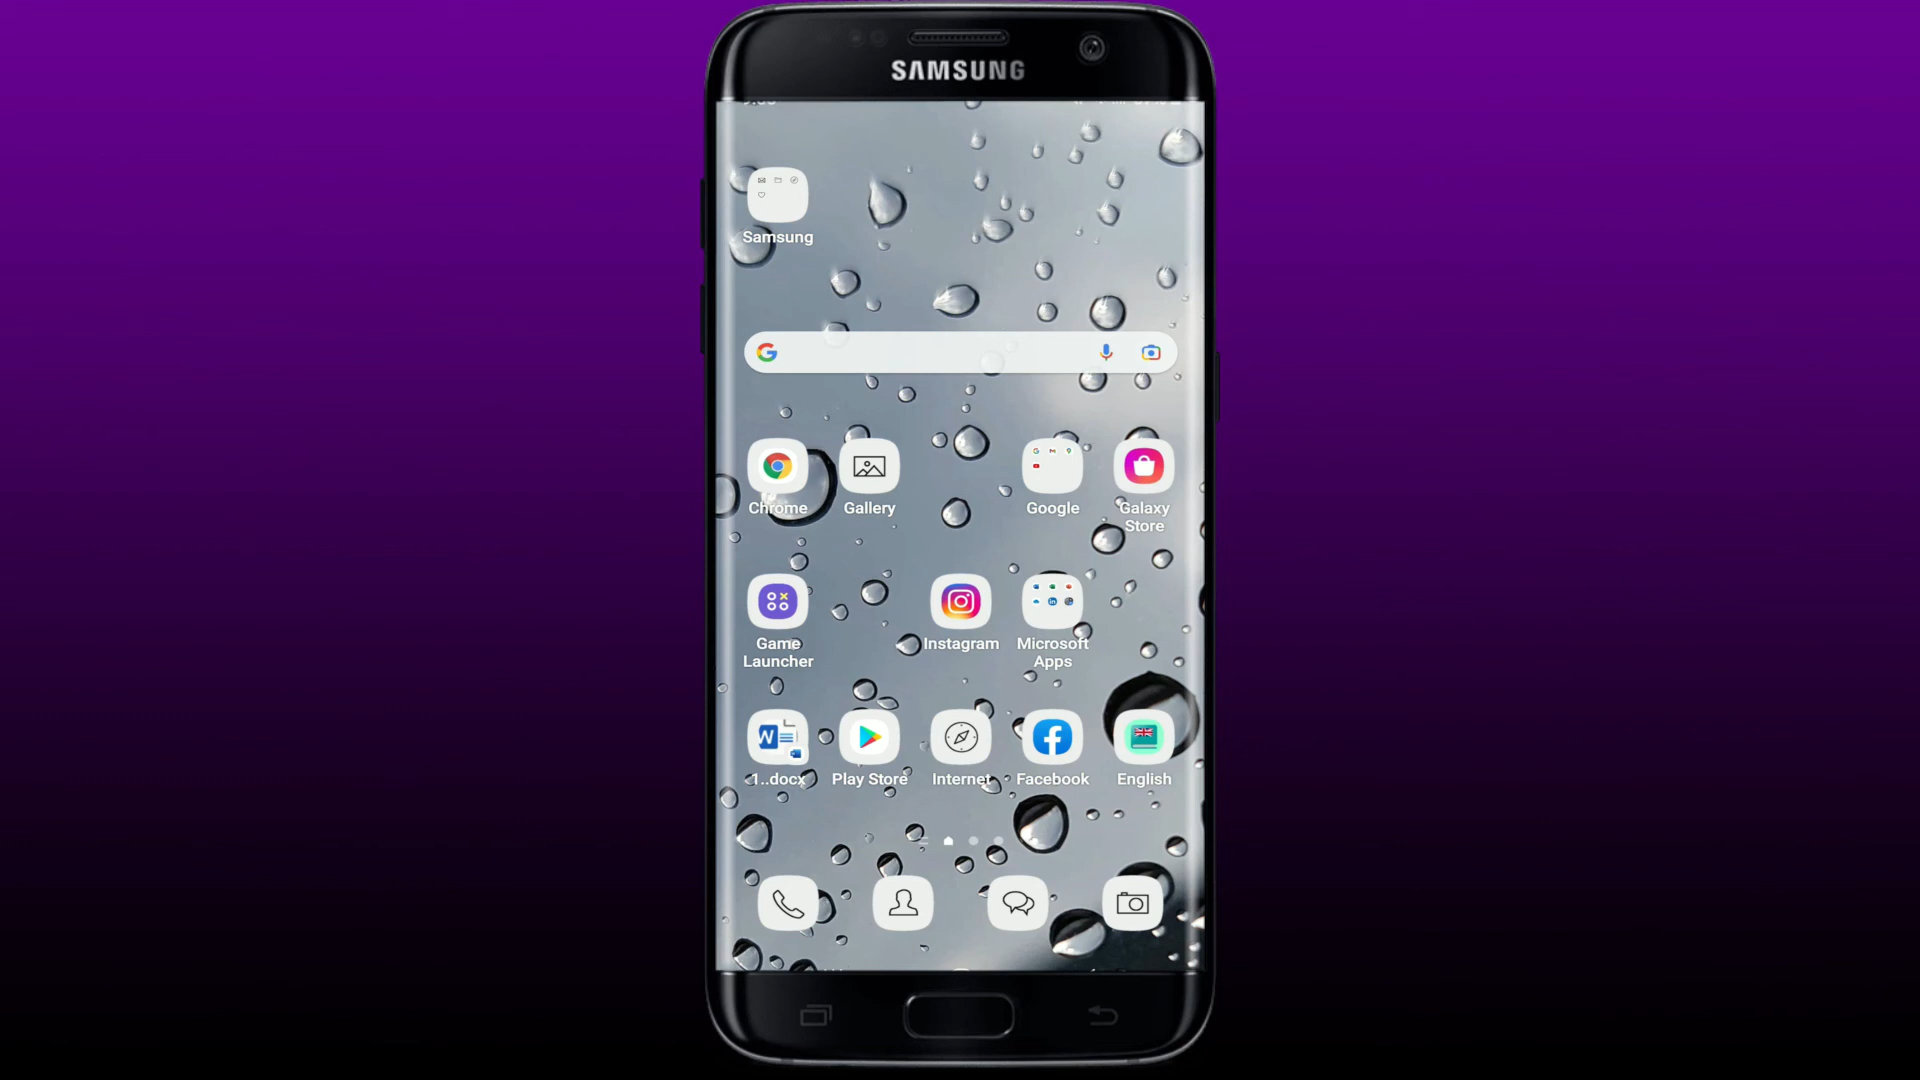 SAMSUNG
Samsung
Chrome
Gallery
Google
Galaxy
Store
Game
Launcher
Instagram
Microsoft
Apps
1..docx
Play Store
Internet
Facebook
English